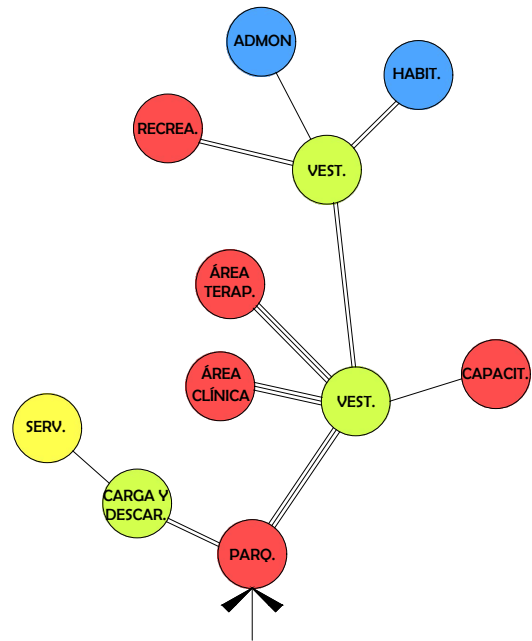 ADMON
HABIT.
RECREA.
VEST.
ÁREA
TERAP.
ÁREA
CLÍNICA
VEST.
CAPACIT.
SERV.
CARGA Y
DESCAR.
PARQ.